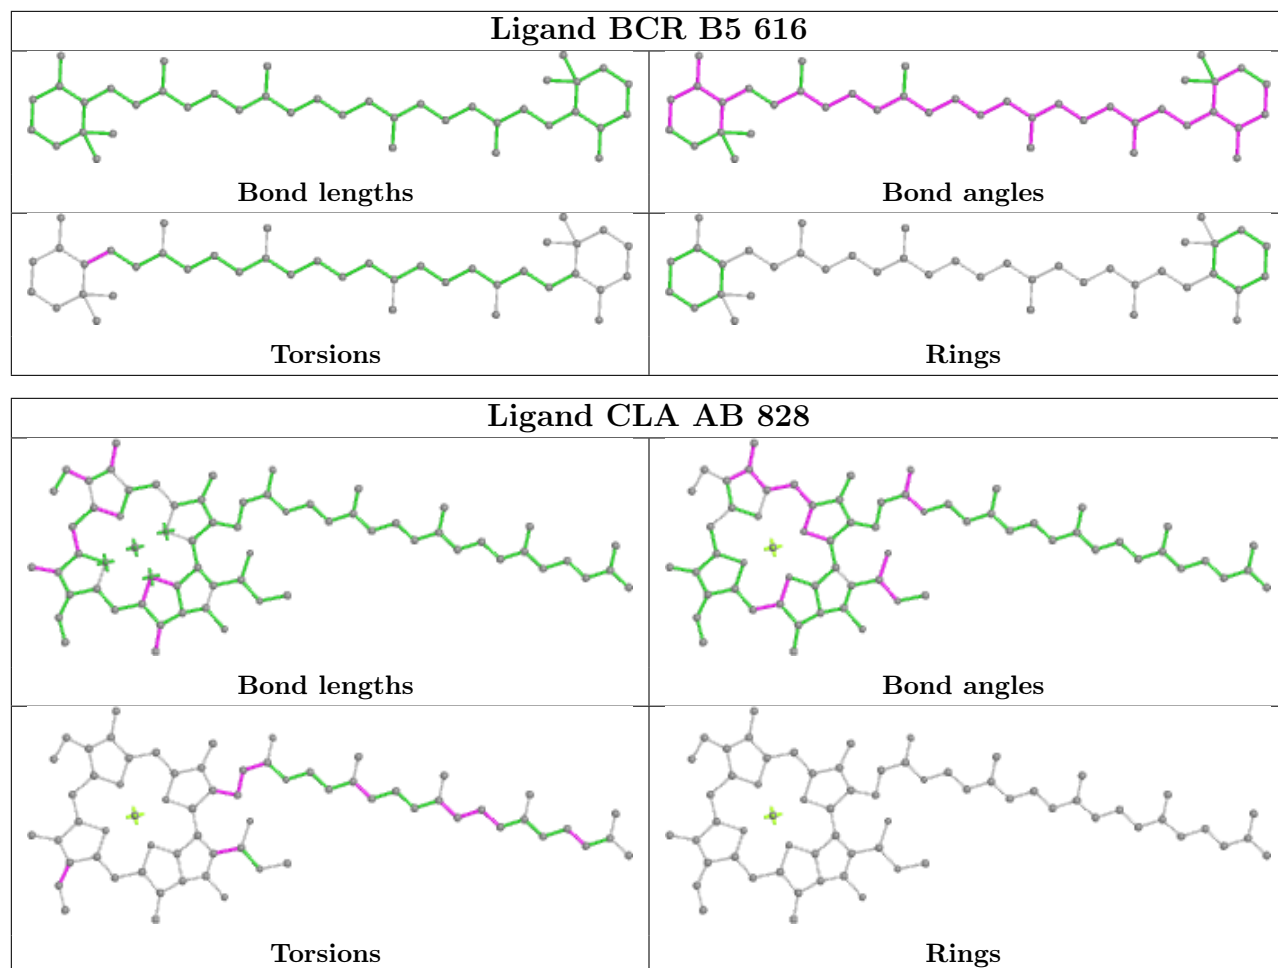 Ligand BCR B5 616
Bond lengths
Bond angles
Torsions
Rings
Ligand CLA AB 828
Bond lengths
Bond angles
Torsions
Rings